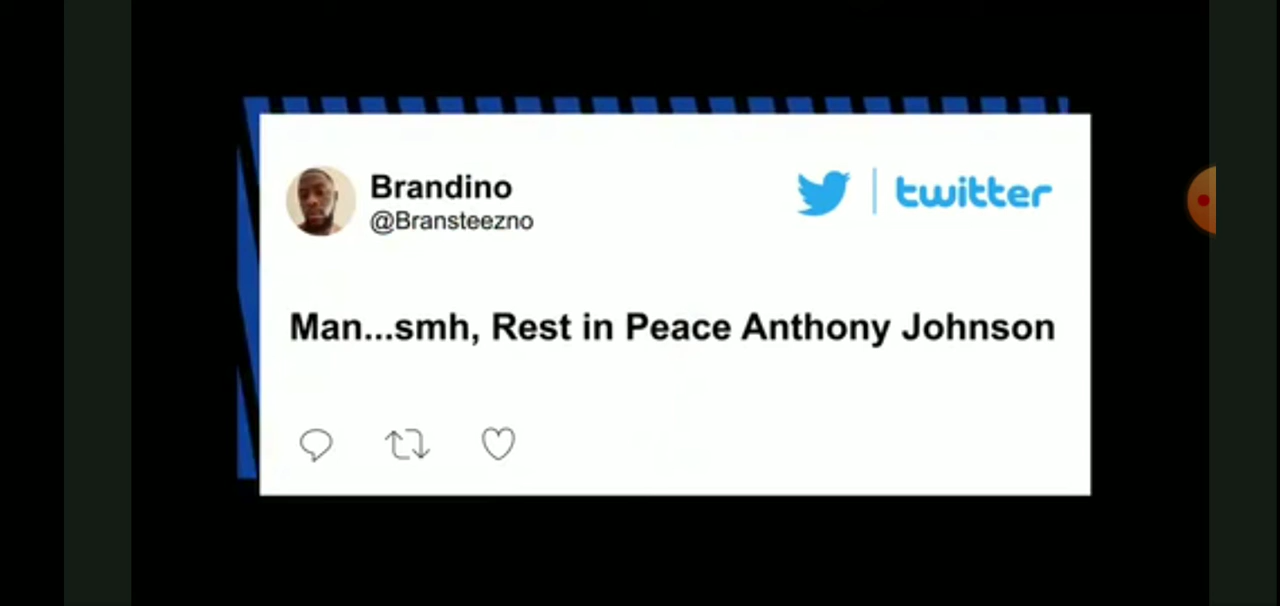 Brandino
@Bransteezno
twitter
Man...smh, Rest in Peace Anthony Johnson